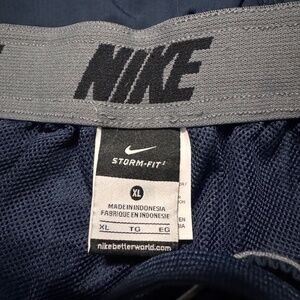 NIKE
STORM-FIT
XL
MADE IN INDONESIA
FABRIQUE EN INDONESIE
XL TG EG
nikebetterworld.com